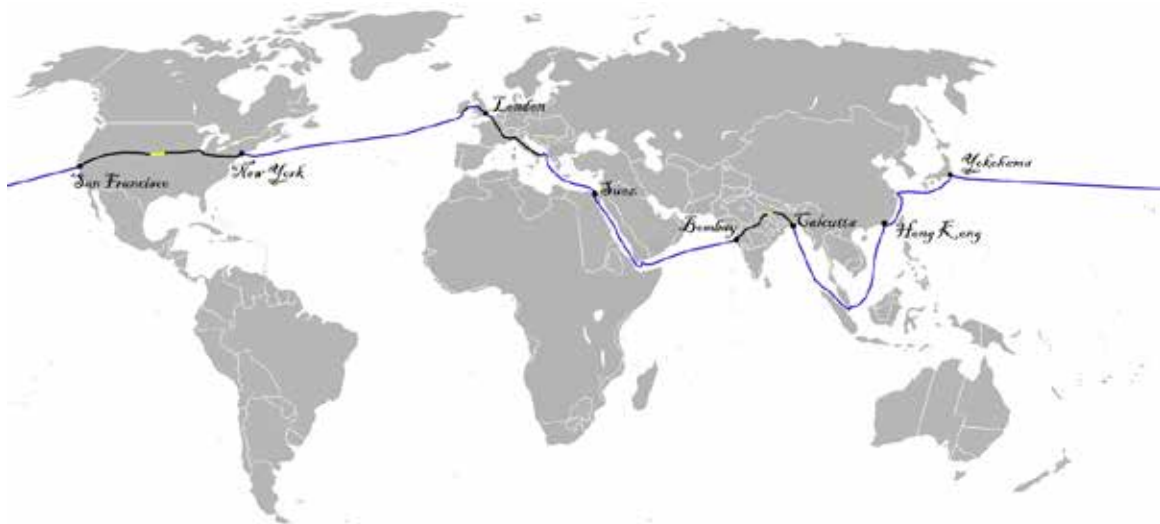 London
San Francisco
New York
Suez
Bombay
Calcutta
Hong Kong
Yokohama